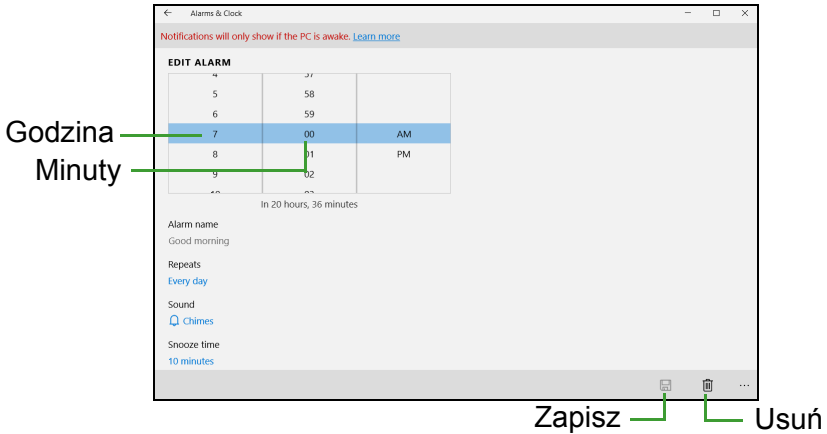 Alarms & Clock
Notifications will only show if the PC is awake. Learn more
EDIT ALARM
4 57
5 58
6 59
Godzina 7 00 AM
Minuty 8 01 PM
9 02
10 03
In 20 hours, 36 minutes
Alarm name
Good morning
Repeats
Every day
Sound
Chimes
Snooze time
10 minutes
Zapisz Usuń